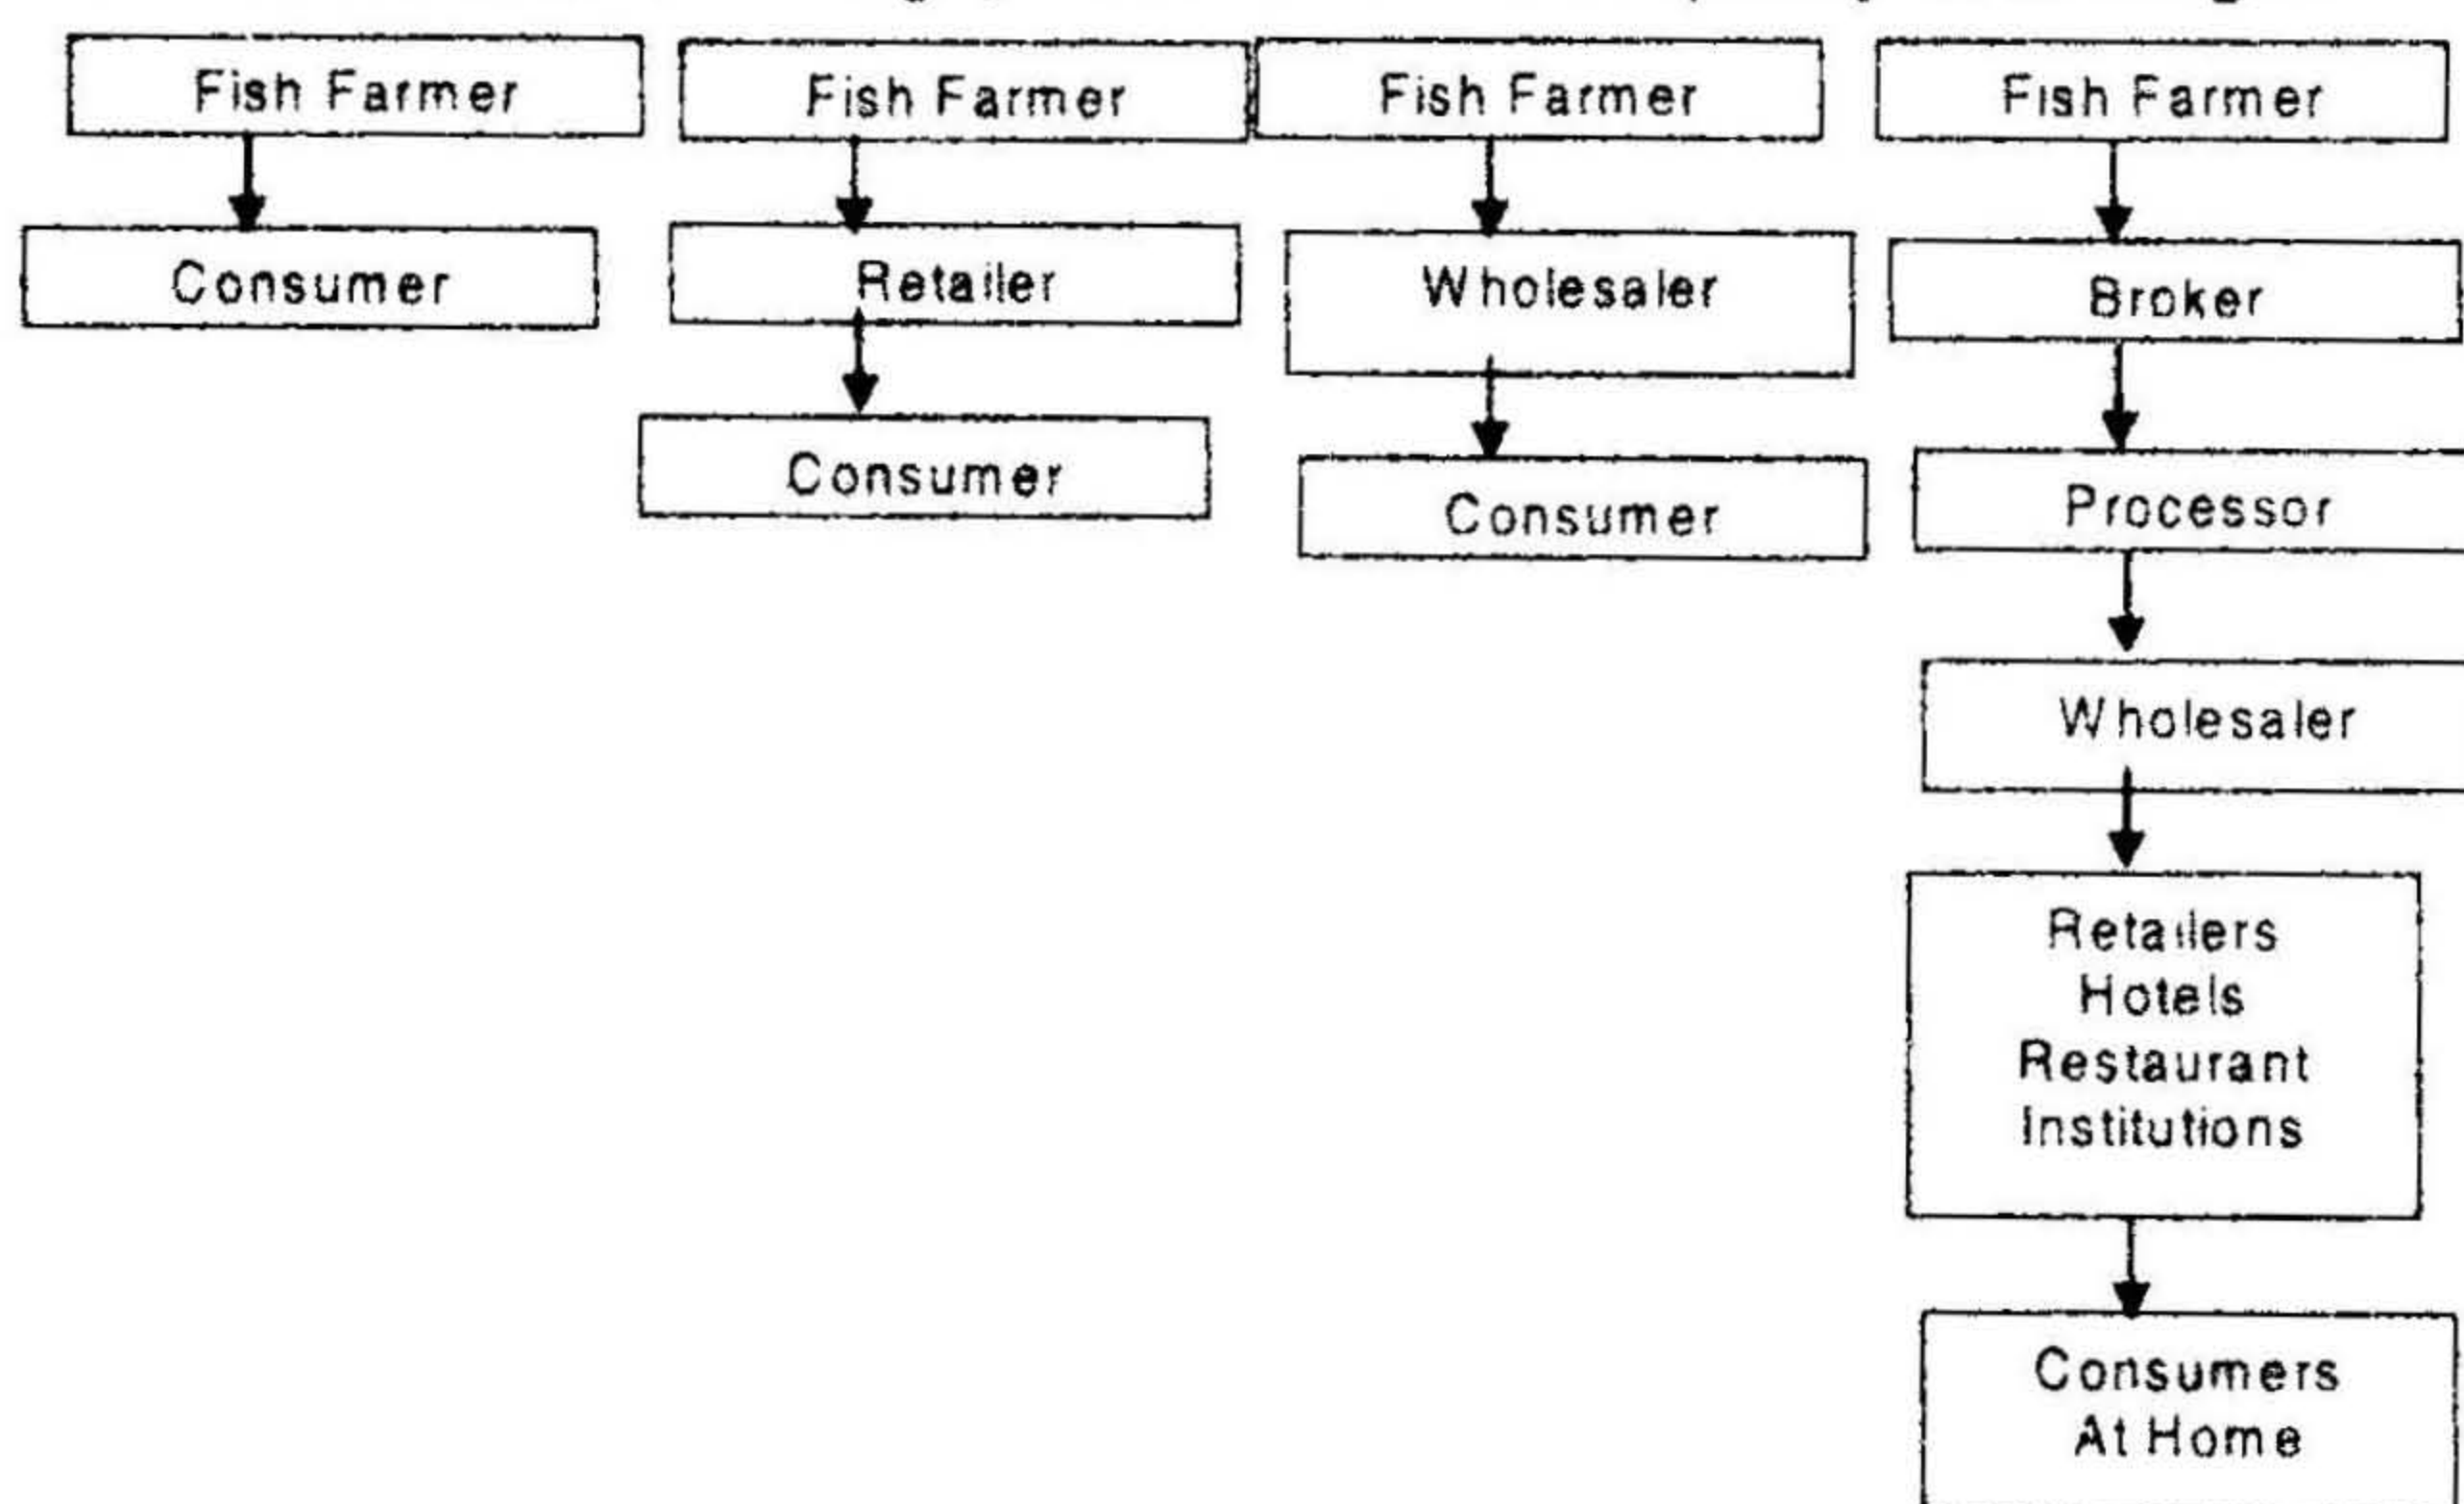 Fish Farmer
Consumer
Fish Farmer
Retailer
Consumer
Fish Farmer
Wholesaler
Consumer
Fish Farmer
Broker
Processor
Wholesaler
Retailers
Hotels
Restaurant
Institutions
Consumers
At Home